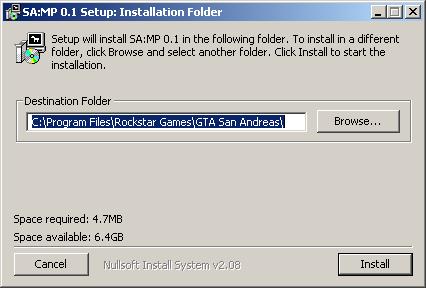 SA:MP 0.1 Setup: Installation Folder
Setup will install SA:MP 0.1 in the following folder. To install in a different
folder, click Browse and select another folder. Click Install to start the
installation.
Destination Folder
C:\Program Files\Rockstar Games\GTA San Andreas\
Browse...
Space required: 4.7MB
Space available: 6.4GB
Cancel
Nullsoft Install System v2.08
Install